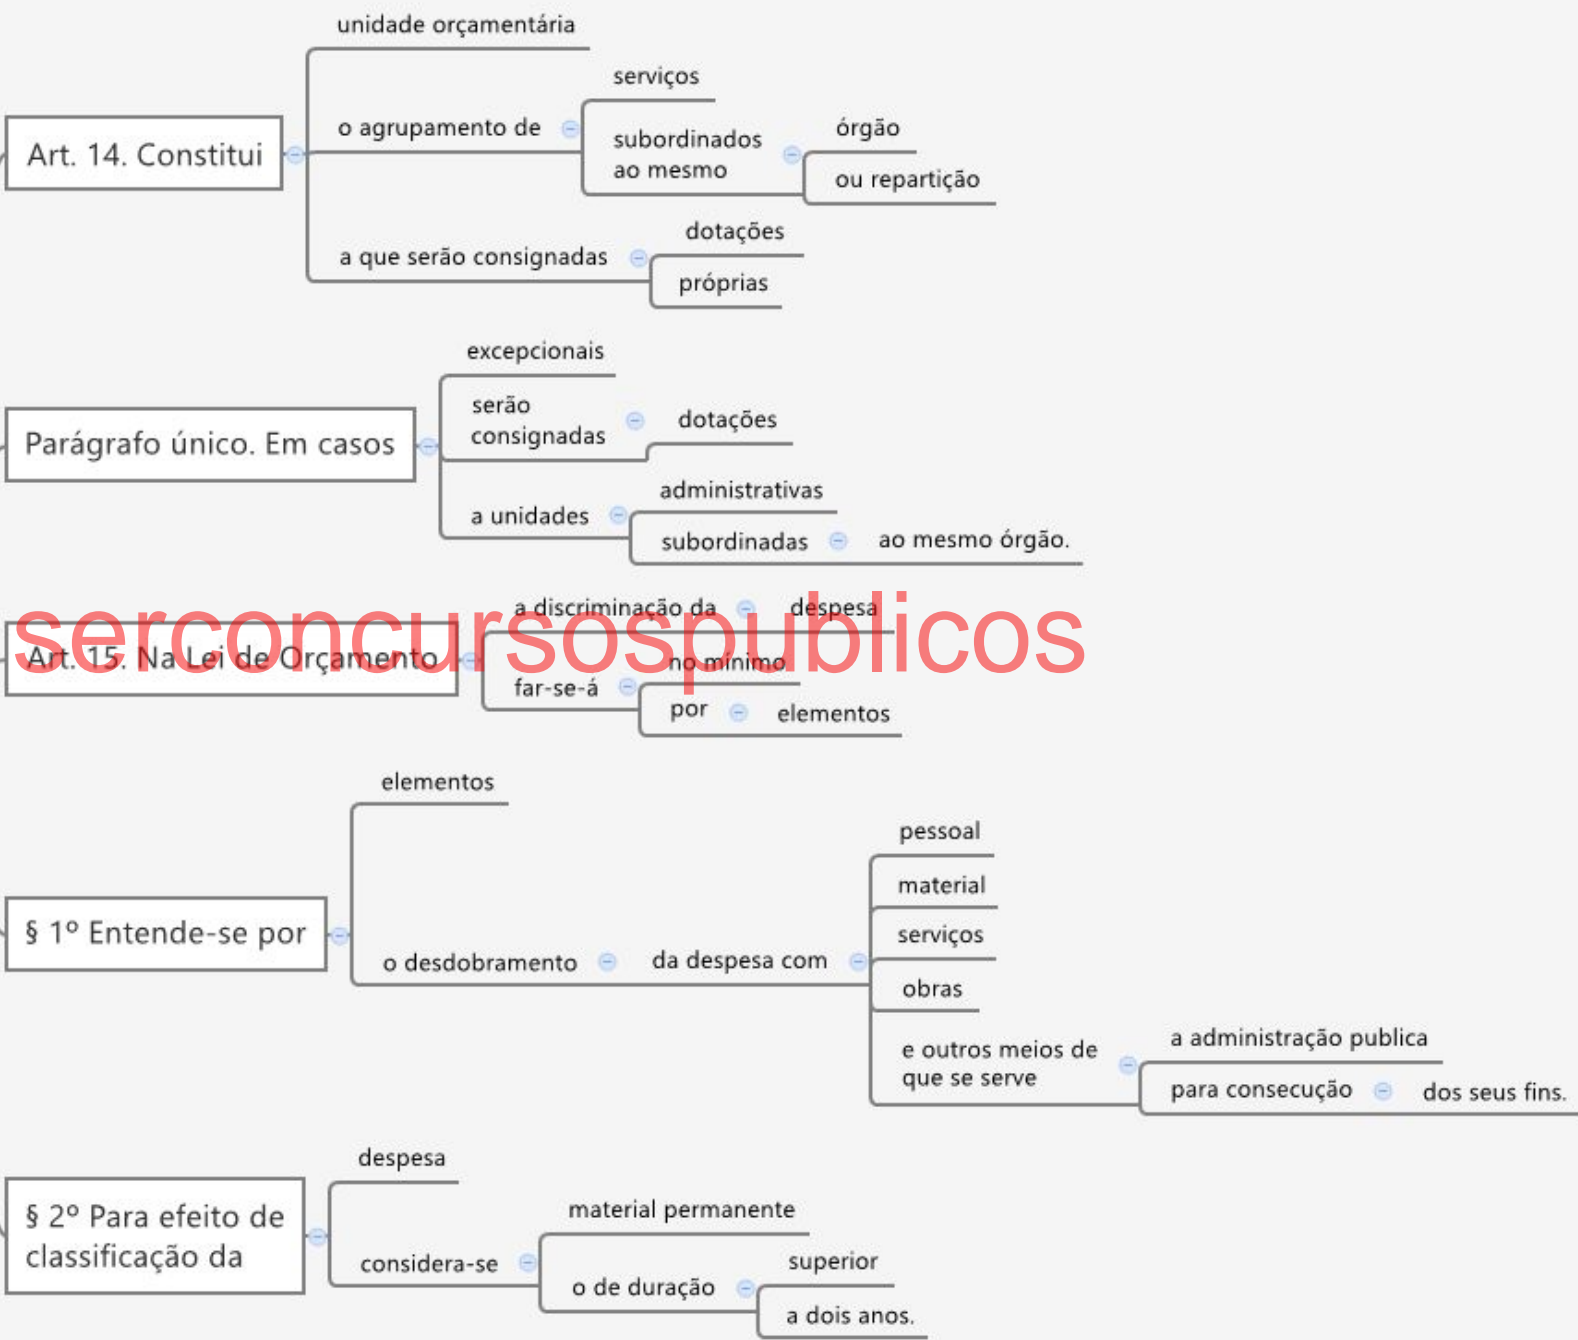 unidade orçamentária
serviços
o agrupamento de
subordinados
ao mesmo
órgão
ou repartição
Art. 14. Constitui
a que serão consignadas
dotações
próprias
excepcionais
serão
consignadas
dotações
Parágrafo único. Em casos
a unidades
administrativas
subordinadas
ao mesmo órgão.
serconcursospublicos
a discriminação da
despesa
Art. 15. Na Lei de Orçamento
far-se-á
no mínimo
por
elementos
elementos
§ 1º Entende-se por
o desdobramento
da despesa com
pessoal
material
serviços
obras
e outros meios de
que se serve
a administração publica
para consecução
dos seus fins.
despesa
§ 2º Para efeito de
classificação da
considera-se
material permanente
o de duração
superior
a dois anos.